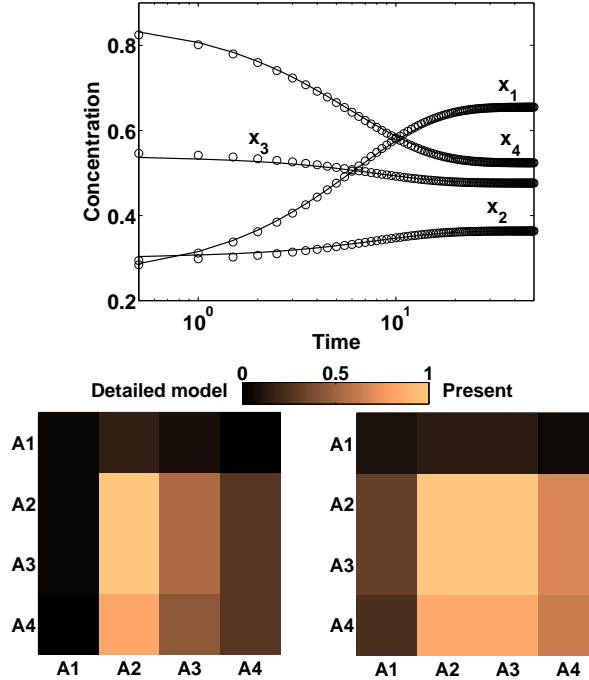 0.8
0.6
0.4
0.2
Concentration
x1
x3
x4
x2
10^0
10^1
Time
Detailed model
0
0.5
1
Present
A1
A2
A3
A4
A1
A2
A3
A4
A1
A2
A3
A4
A1
A2
A3
A4